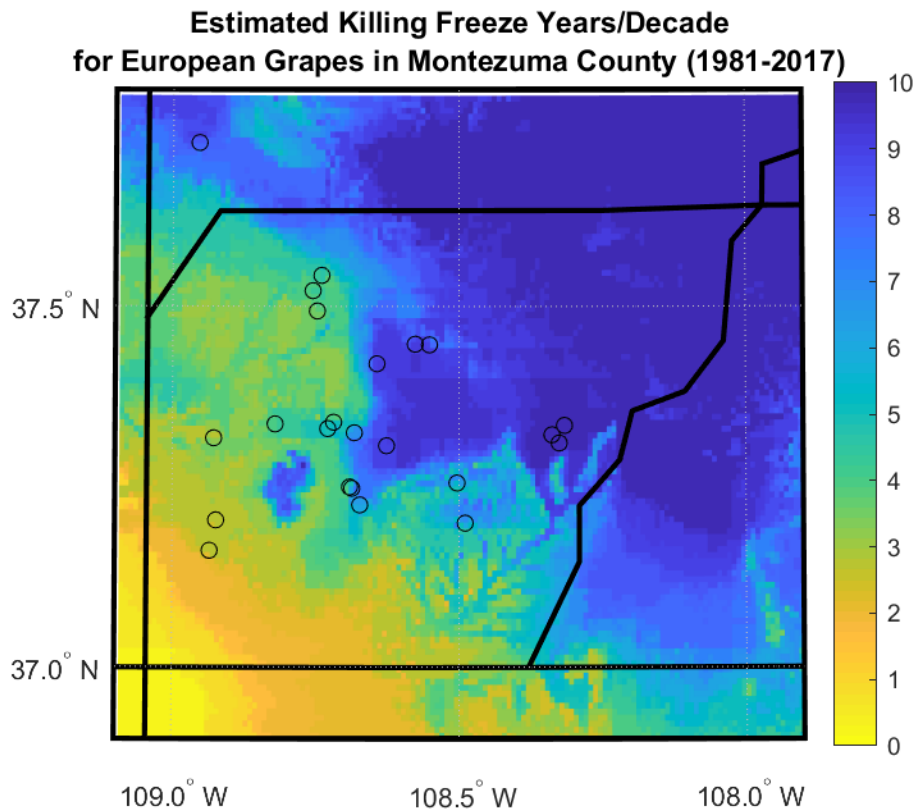 Estimated Killing Freeze Years/Decade
for European Grapes in Montezuma County (1981-2017)
10
9
8
37.5° N
7
6
5
4
3
37.0° N
2
1
0
109.0° W
108.5° W
108.0° W